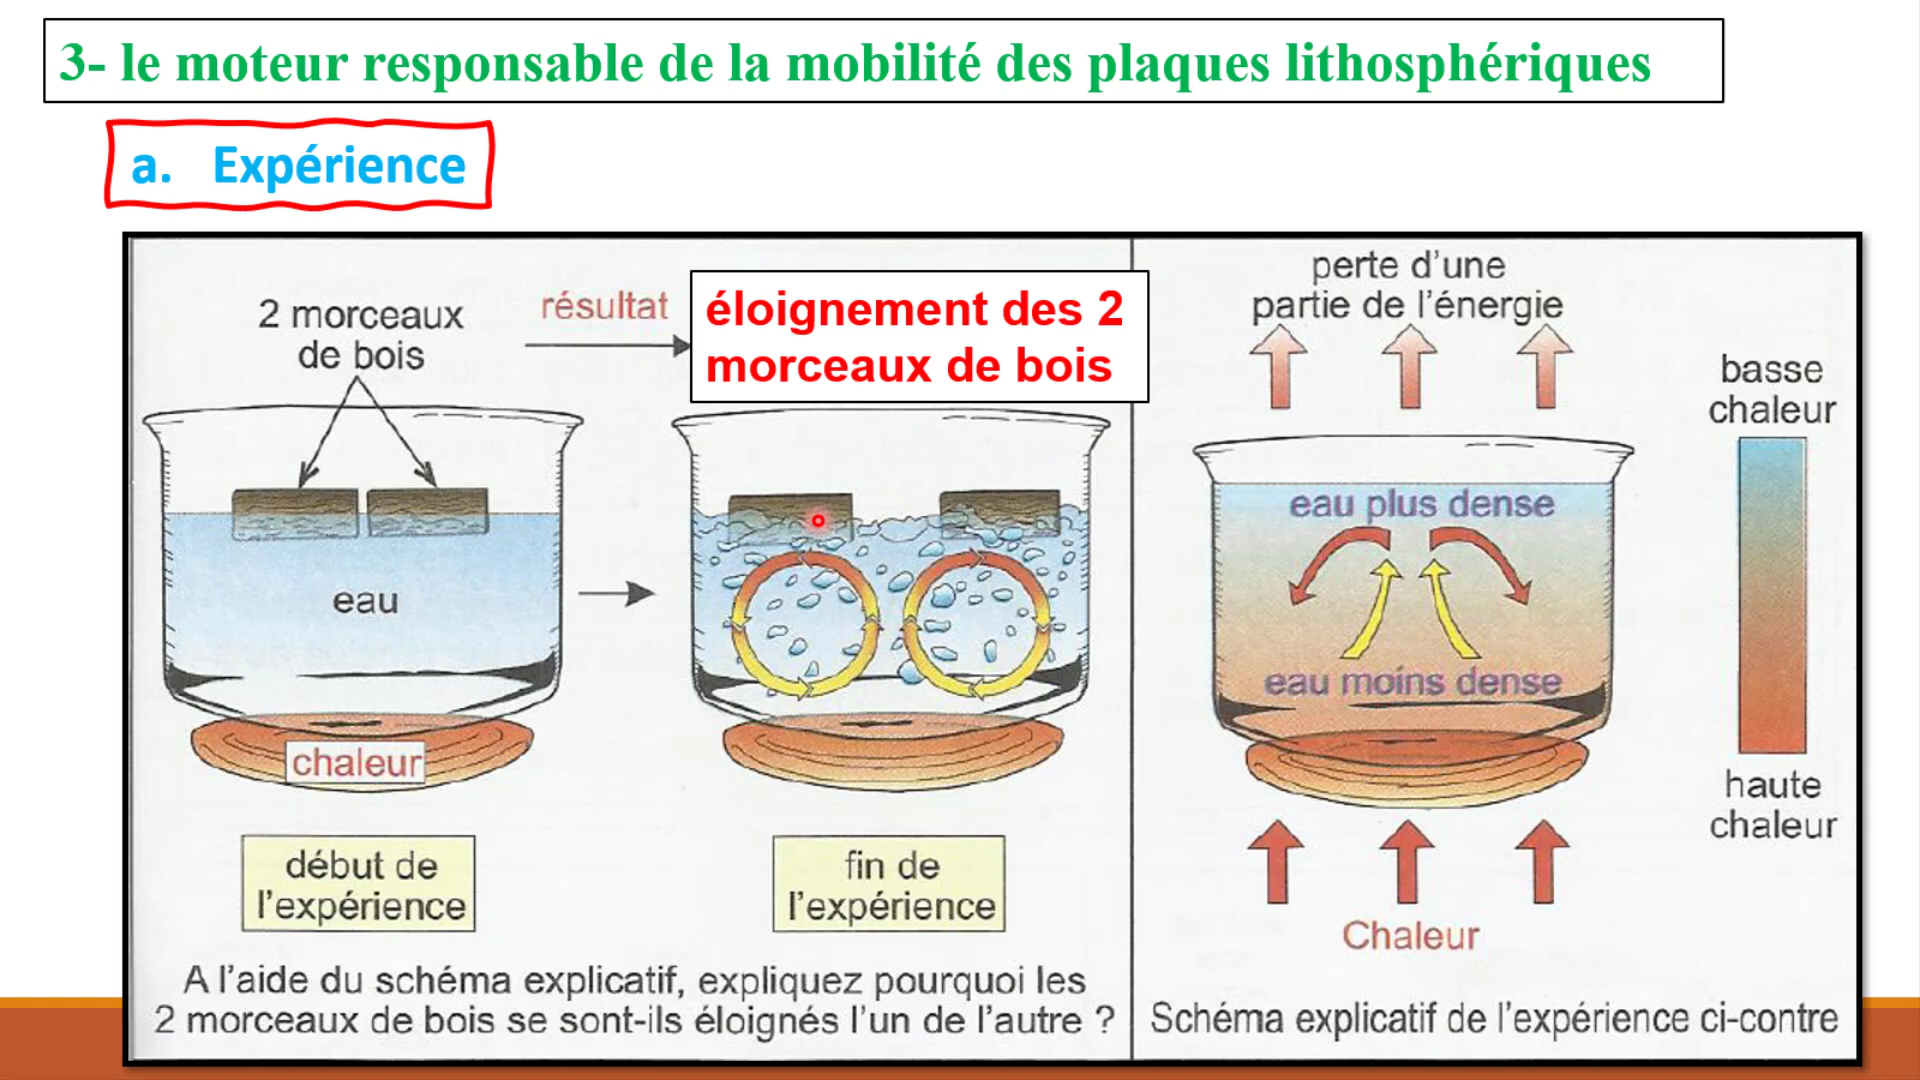 3- le moteur responsable de la mobilité des plaques lithosphériques
a. Expérience
2 morceaux
de bois
résultat
éloignement des 2
morceaux de bois
eau
chaleur
début de
l'expérience
fin de
l'expérience
A l'aide du schéma explicatif, expliquez pourquoi les
2 morceaux de bois se sont-ils éloignés l'un de l'autre ?
perte d'une
partie de l'énergie
basse
chaleur
eau plus dense
eau moins dense
haute
chaleur
Chaleur
Schéma explicatif de l'expérience ci-contre